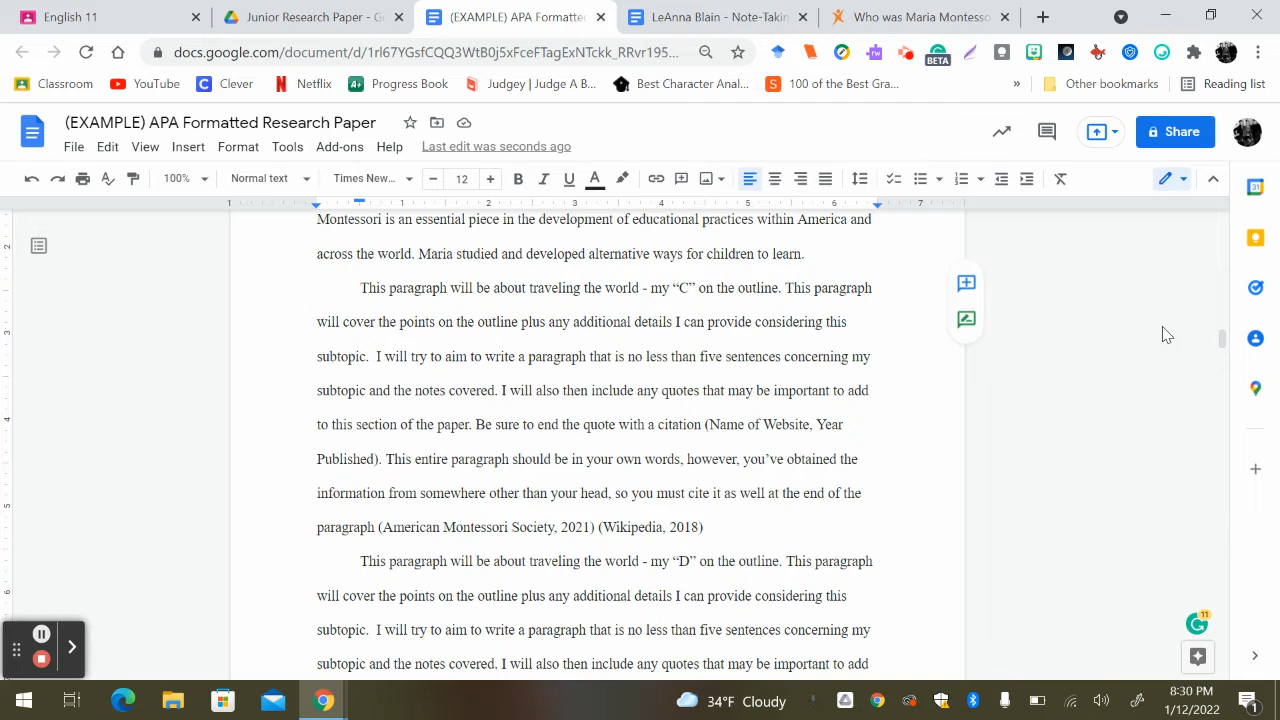 English 11
Junior Research Paper - G
(EXAMPLE) APA Formatted
LeAnna Blain - Note-Takin
Who was Maria Montesso
docs.google.com/document/d/1rl67YGsfCQQ3WtB0j5xFceFTagExNTckk_RRvr195...
BETA
Classroom
YouTube
Clever
Netflix
Progress Book
Judgey | Judge A B...
Best Character Anal...
100 of the Best Gra...
»
Other bookmarks
Reading list
(EXAMPLE) APA Formatted Research Paper
File Edit View Insert Format Tools Add-ons Help Last edit was seconds ago
Share
100% Normal text Times New... 12
Montessori is an essential piece in the development of educational practices within America and
across the world. Maria studied and developed alternative ways for children to learn.
This paragraph will be about traveling the world - my “C” on the outline. This paragraph
will cover the points on the outline plus any additional details I can provide considering this
subtopic.  I will try to aim to write a paragraph that is no less than five sentences concerning my
subtopic and the notes covered. I will also then include any quotes that may be important to add
to this section of the paper. Be sure to end the quote with a citation (Name of Website, Year
Published). This entire paragraph should be in your own words, however, you’ve obtained the
information from somewhere other than your head, so you must cite it as well at the end of the
paragraph (American Montessori Society, 2021) (Wikipedia, 2018)
This paragraph will be about traveling the world - my “D” on the outline. This paragraph
will cover the points on the outline plus any additional details I can provide considering this
subtopic.  I will try to aim to write a paragraph that is no less than five sentences concerning my
subtopic and the notes covered. I will also then include any quotes that may be important to add
11
34°F Cloudy
8:30 PM
1/12/2022